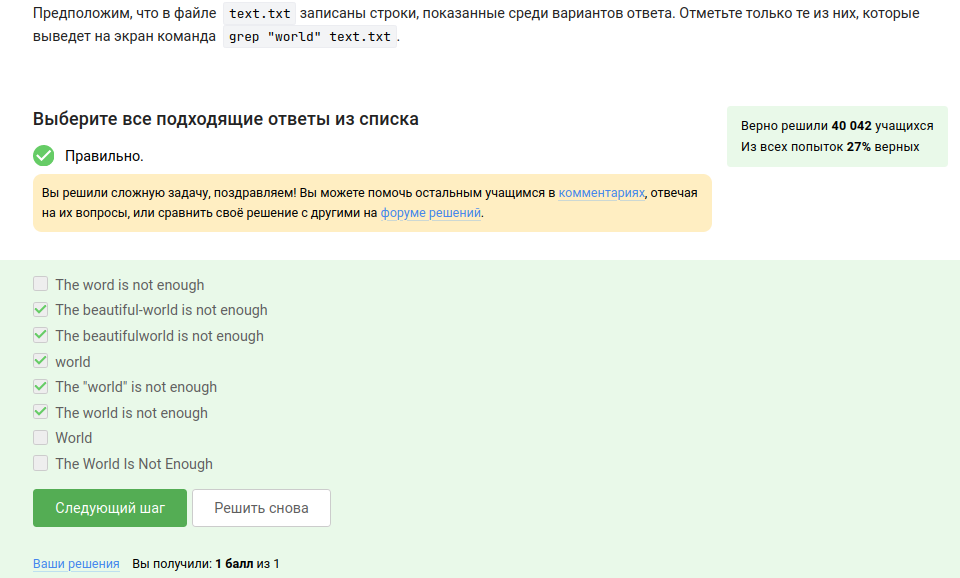 Предположим, что в файле text.txt записаны строки, показанные среди вариантов ответа. Отметьте только те из них, которые
выведет на экран команда grep "world" text.txt.
Выберите все подходящие ответы из списка
Верно решили 40 042 учащихся
Из всех попыток 27% верных
Правильно.
Вы решили сложную задачу, поздравляем! Вы можете помочь остальным учащимся в комментариях, отвечая
на их вопросы, или сравнить своё решение с другими на форуме решений.
The word is not enough
The beautiful-world is not enough
The beautifulworld is not enough
world
The "world" is not enough
The world is not enough
World
The World Is Not Enough
Следующий шаг
Решить снова
Ваши решения Вы получили: 1 балл из 1